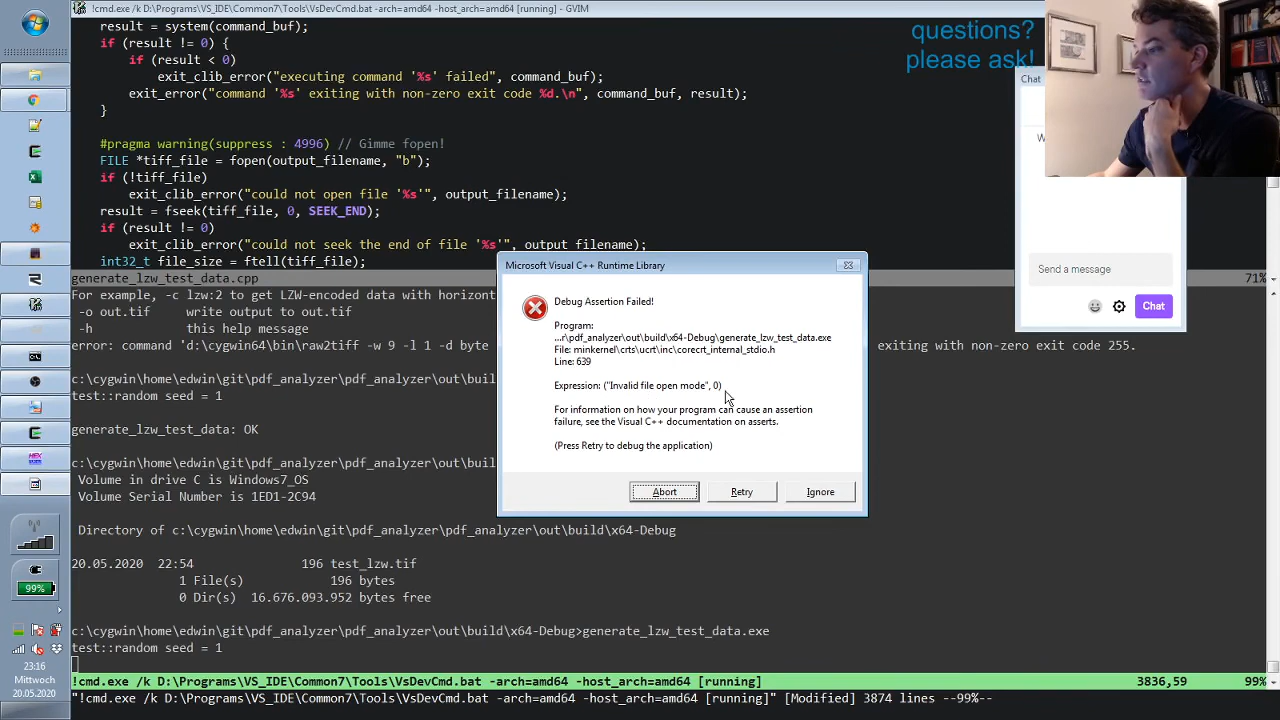 !cmd.exe /k D:\Programs\VS_IDE\Common7\Tools\VsDevCmd.bat -arch=amd64 -host_arch=amd64 [running] - GVIM
result = system(command_buf);
if (result != 0) {
if (result < 0)
exit_clib_error("executing command '%s' failed", command_buf);
exit_error("command '%s' exiting with non-zero exit code %d.\n", command_buf, result);
}
#pragma warning(suppress : 4996) // Gimme fopen!
FILE *tiff_file = fopen(output_filename, "b");
if (!tiff_file)
exit_clib_error("could not open file '%s'", output_filename);
result = fseek(tiff_file, 0, SEEK_END);
if (result != 0)
exit_clib_error("could not seek the end of file '%s'", output_filename);
int32_t file_size = ftell(tiff_file);
generate_lzw_test_data.cpp
71%
For example, -c lzw:2 to get LZW-encoded data with horizont
-o out.tif write output to out.tif
-h this help message
error: command 'd:\cygwin64\bin\raw2tiff -w 9 -l 1 -d byte
exiting with non-zero exit code 255.
c:\cygwin\home\edwin\git\pdf_analyzer\pdf_analyzer\out\buil
test::random seed = 1
generate_lzw_test_data: OK
c:\cygwin\home\edwin\git\pdf_analyzer\pdf_analyzer\out\buil
Volume in drive C is Windows7_OS
Volume Serial Number is 1ED1-2C94
Directory of c:\cygwin\home\edwin\git\pdf_analyzer\pdf_analyzer\out\build\x64-Debug
20.05.2020 22:54 196 test_lzw.tif
1 File(s) 196 bytes
0 Dir(s) 16.676.093.952 bytes free
c:\cygwin\home\edwin\git\pdf_analyzer\pdf_analyzer\out\build\x64-Debug>generate_lzw_test_data.exe
test::random seed = 1
!cmd.exe /k D:\Programs\VS_IDE\Common7\Tools\VsDevCmd.bat -arch=amd64 -host_arch=amd64 [running]
3836,59
99%
"!cmd.exe /k D:\Programs\VS_IDE\Common7\Tools\VsDevCmd.bat -arch=amd64 -host_arch=amd64 [running]" [Modified] 3874 lines --99%--
Microsoft Visual C++ Runtime Library
Debug Assertion Failed!
Program:
...r\pdf_analyzer\out\build\x64-Debug\generate_lzw_test_data.exe
File: minkernel\crts\ucrt\inc\corecrt_internal_stdio.h
Line: 639
Expression: ("Invalid file open mode", 0)
For information on how your program can cause an assertion
failure, see the Visual C++ documentation on asserts.
(Press Retry to debug the application)
Abort
Retry
Ignore
questions?
please ask!
Chat
W
Send a message
Chat
HEX
99%
23:16
Mittwoch
20.05.2020